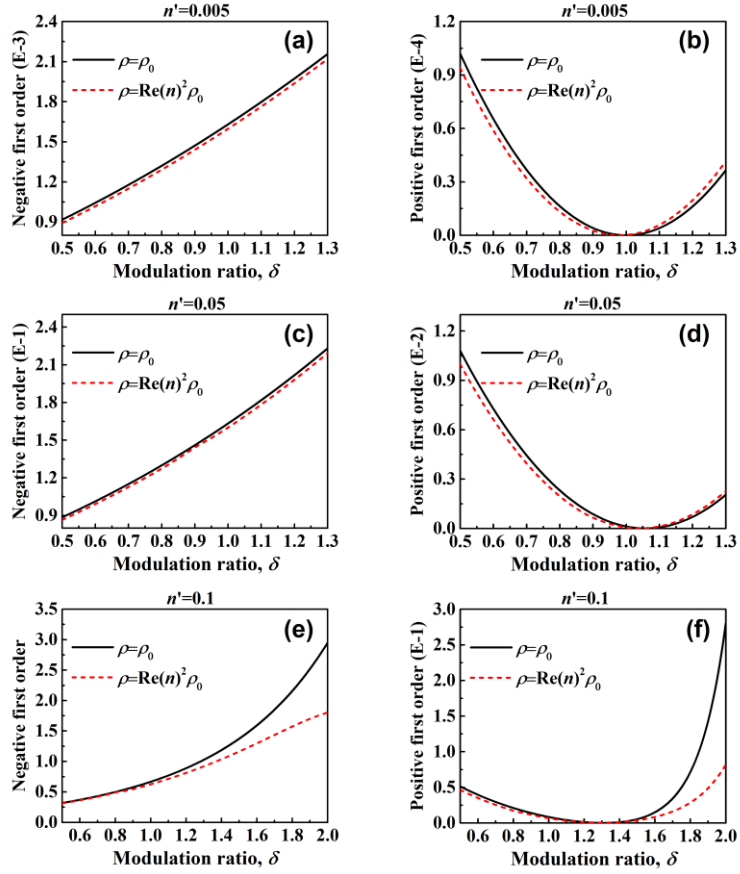 n'=0.005
(a)
ρ=ρ₀
ρ=Re(n)²ρ₀
Negative first order (E-3)
2.4
2.1
1.8
1.5
1.2
0.9
0.5 0.6 0.7 0.8 0.9 1.0 1.1 1.2 1.3
Modulation ratio, δ
n'=0.005
(b)
ρ=ρ₀
ρ=Re(n)²ρ₀
Positive first order (E-4)
1.2
0.9
0.6
0.3
0.0
0.5 0.6 0.7 0.8 0.9 1.0 1.1 1.2 1.3
Modulation ratio, δ
n'=0.05
(c)
ρ=ρ₀
ρ=Re(n)²ρ₀
Negative first order (E-1)
2.4
2.1
1.8
1.5
1.2
0.9
0.5 0.6 0.7 0.8 0.9 1.0 1.1 1.2 1.3
Modulation ratio, δ
n'=0.05
(d)
ρ=ρ₀
ρ=Re(n)²ρ₀
Positive first order (E-2)
1.2
0.9
0.6
0.3
0.0
0.5 0.6 0.7 0.8 0.9 1.0 1.1 1.2 1.3
Modulation ratio, δ
n'=0.1
(e)
ρ=ρ₀
ρ=Re(n)²ρ₀
Negative first order
3.5
3.0
2.5
2.0
1.5
1.0
0.5
0.0
0.6 0.8 1.0 1.2 1.4 1.6 1.8 2.0
Modulation ratio, δ
n'=0.1
(f)
ρ=ρ₀
ρ=Re(n)²ρ₀
Positive first order (E-1)
3.0
2.5
2.0
1.5
1.0
0.5
0.0
0.6 0.8 1.0 1.2 1.4 1.6 1.8 2.0
Modulation ratio, δ